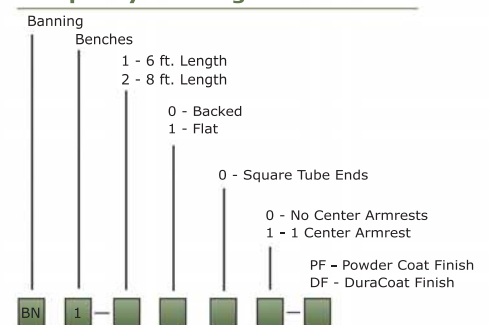 Banning
Benches
1 - 6 ft. Length
2 - 8 ft. Length
0 - Backed
1 - Flat
0 - Square Tube Ends
0 - No Center Armrests
1 - 1 Center Armrest
PF - Powder Coat Finish
DF - DuraCoat Finish
BN 1 - -